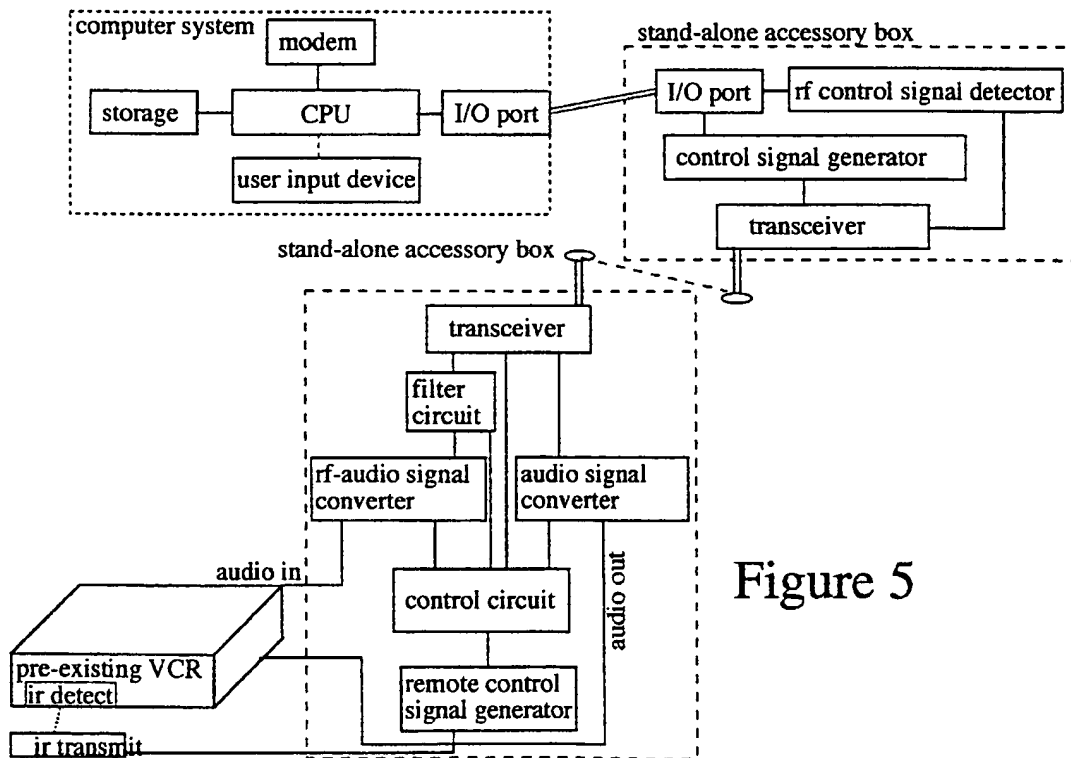 computer system
modem
storage
CPU
I/O port
user input device
stand-alone accessory box
I/O port
rf control signal detector
control signal generator
transceiver
stand-alone accessory box
transceiver
filter
circuit
rf-audio signal
converter
audio signal
converter
audio in
control circuit
audio out
remote control
signal generator
pre-existing VCR
ir detect
ir transmit
Figure 5